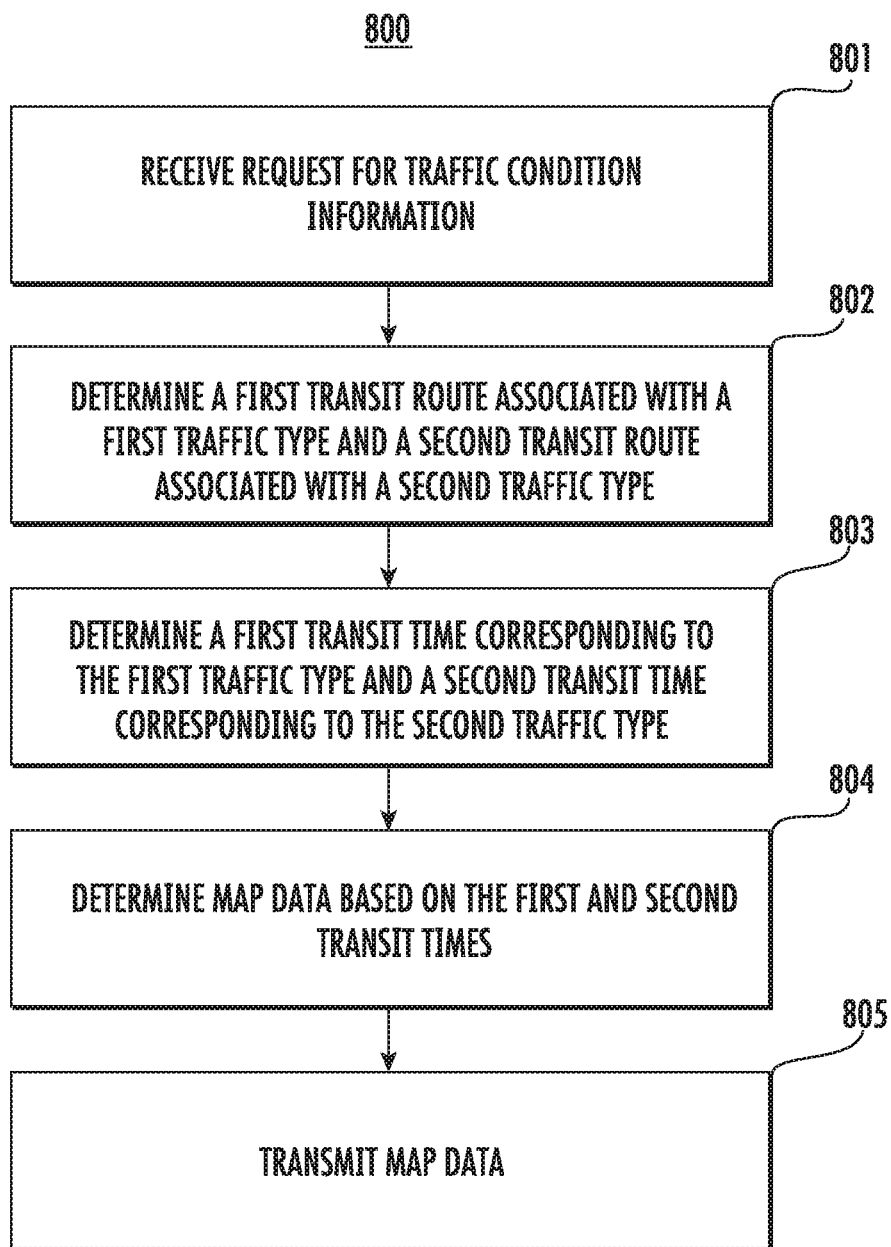 800
801
RECEIVE REQUEST FOR TRAFFIC CONDITION
INFORMATION
802
DETERMINE A FIRST TRANSIT ROUTE ASSOCIATED WITH A
FIRST TRAFFIC TYPE AND A SECOND TRANSIT ROUTE
ASSOCIATED WITH A SECOND TRAFFIC TYPE
803
DETERMINE A FIRST TRANSIT TIME CORRESPONDING TO
THE FIRST TRAFFIC TYPE AND A SECOND TRANSIT TIME
CORRESPONDING TO THE SECOND TRAFFIC TYPE
804
DETERMINE MAP DATA BASED ON THE FIRST AND SECOND
TRANSIT TIMES
805
TRANSMIT MAP DATA